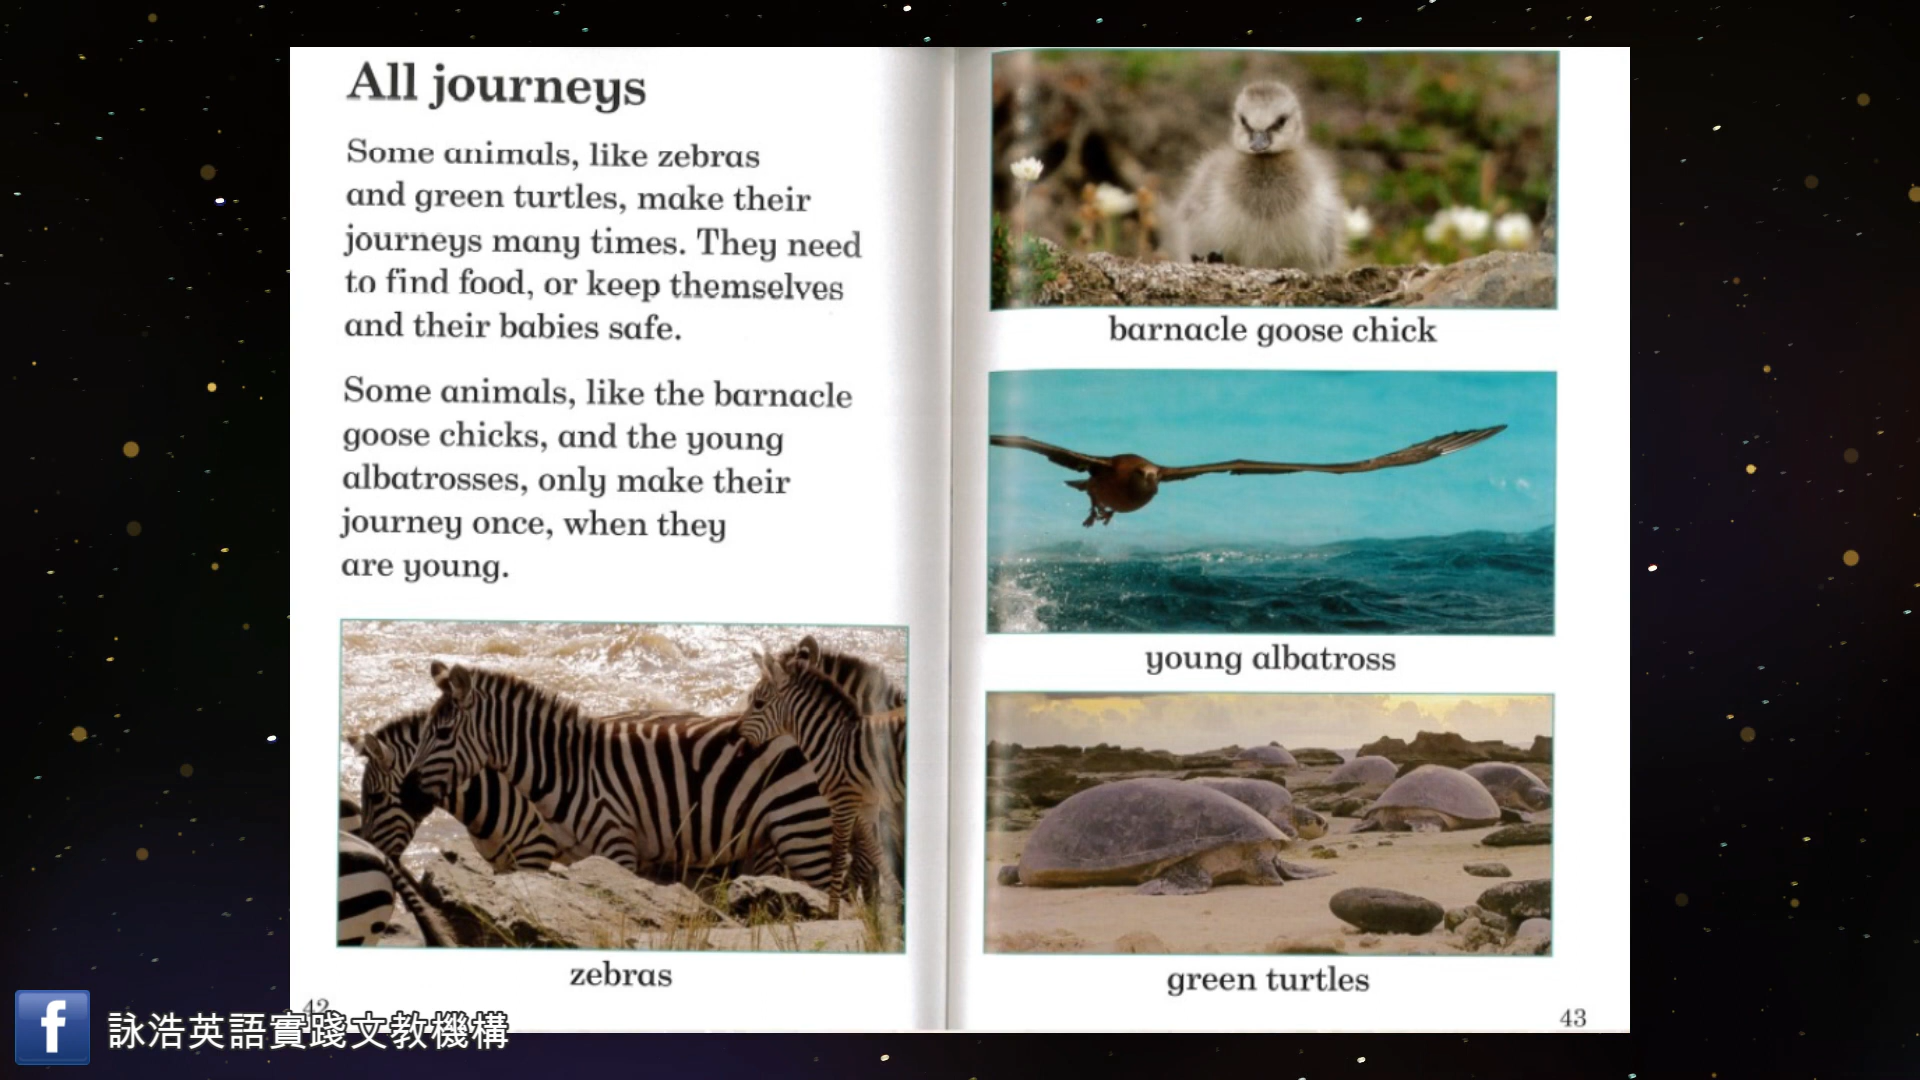 All journeys
Some animals, like zebras
and green turtles, make their
journeys many times. They need
to find food, or keep themselves
and their babies safe.
Some animals, like the barnacle
goose chicks, and the young
albatrosses, only make their
journey once, when they
are young.
zebras
42
barnacle goose chick
young albatross
green turtles
43
f 詠浩英語實踐文教機構